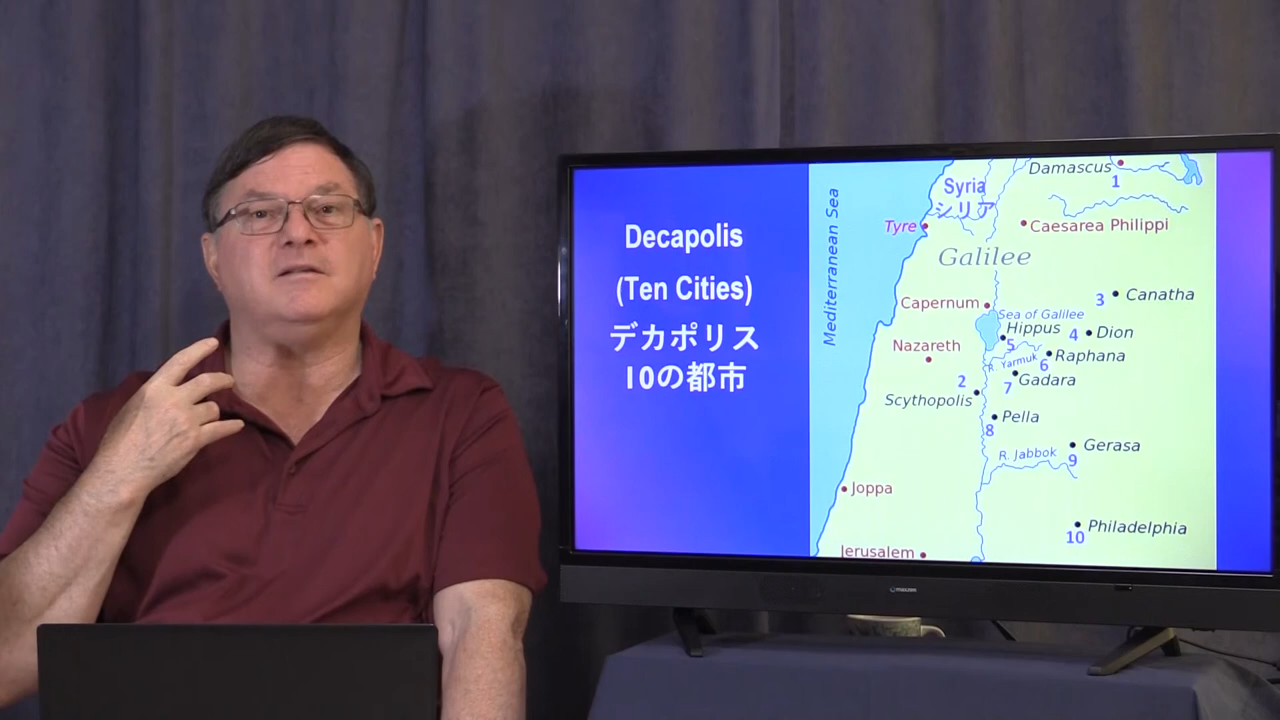 Decapolis
(Ten Cities)
デカポリス
10の都市
Mediterranean Sea
Syria
シリア
Damascus
1
Tyre
Caesarea Philippi
Galilee
Capernum
Sea of Galilee
3 Canatha
Hippus
5
4 Dion
Nazareth
R. Yarmuk
6 Raphana
7 Gadara
2
Scythopolis
Pella
8
R. Jabbok
Gerasa
9
Joppa
Philadelphia
10
Jerusalem
maxzen